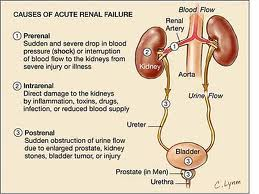 CAUSES OF ACUTE RENAL FAILURE
1 Prerenal
Sudden and severe drop in blood
pressure (shock) or interruption
of blood flow to the kidneys from
severe injury or illness
2 Intrarenal
Direct damage to the kidneys
by inflammation, toxins, drugs,
infection, or reduced blood supply
3 Postrenal
Sudden obstruction of urine flow
due to enlarged prostate, kidney
stones, bladder tumor, or injury
Blood Flow
Renal
Artery
1
2
Kidney
Aorta
Urine Flow
3
Ureter
Bladder
3
Prostate (in Men)
Urethra
C. Lynm